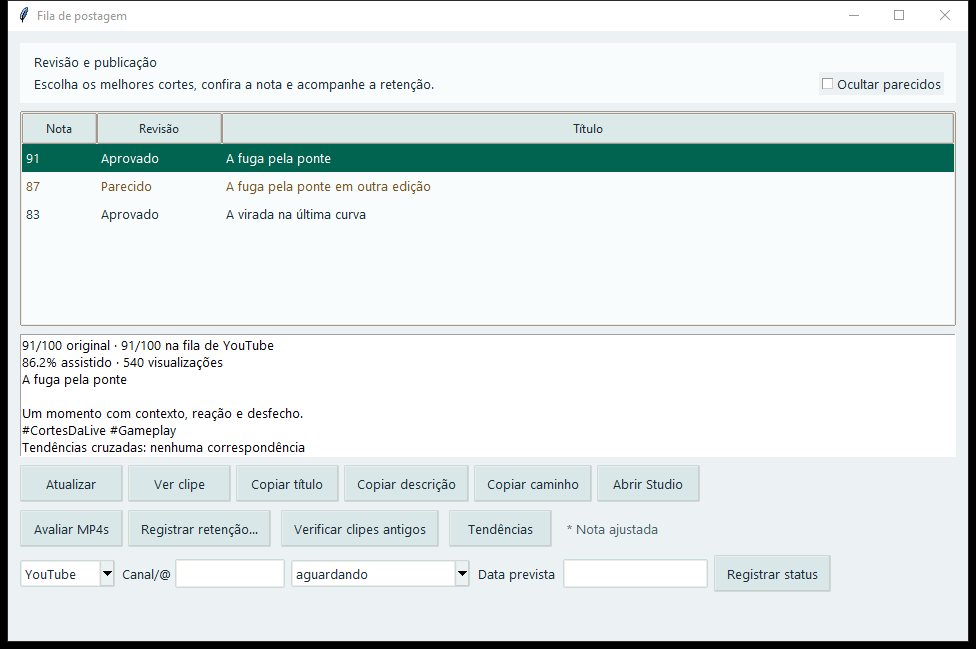 Fila de postagem
Revisão e publicação
Escolha os melhores cortes, confira a nota e acompanhe a retenção.
Ocultar parecidos
Nota Revisão Título
91 Aprovado A fuga pela ponte
87 Parecido A fuga pela ponte em outra edição
83 Aprovado A virada na última curva
91/100 original · 91/100 na fila de YouTube
86.2% assistido · 540 visualizações
A fuga pela ponte
Um momento com contexto, reação e desfecho.
#CortesDaLive #Gameplay
Tendências cruzadas: nenhuma correspondência
Atualizar Ver clipe Copiar título Copiar descrição Copiar caminho Abrir Studio
Avaliar MP4s Registrar retenção... Verificar clipes antigos Tendências * Nota ajustada
YouTube Canal/@ aguardando Data prevista Registrar status